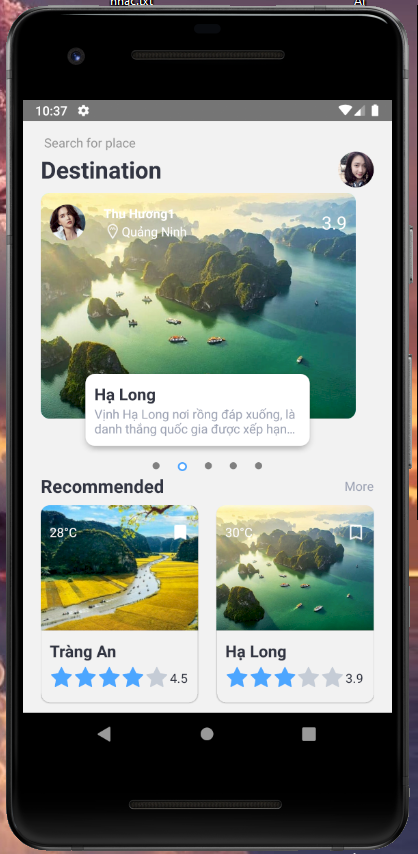 nhac.txt
10:37
Search for place
Destination
Thu Hương1
3.9
Quảng Ninh
Hạ Long
Vịnh Hạ Long nơi rồng đáp xuống, là
danh thắng quốc gia được xếp hạn...
Recommended
More
28°C
30°C
Tràng An
Hạ Long
4.5
3.9